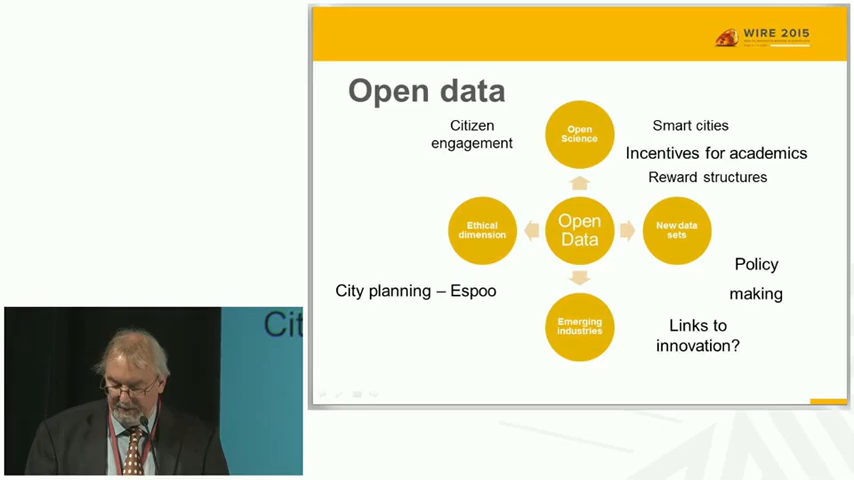 WIRE 2015
Open data
Citizen
engagement
Open
Science
Smart cities
Incentives for academics
Reward structures
Ethical
dimension
Open
Data
New data
sets
City planning – Espoo
Policy
making
Emerging
industries
Links to
innovation?
Cit